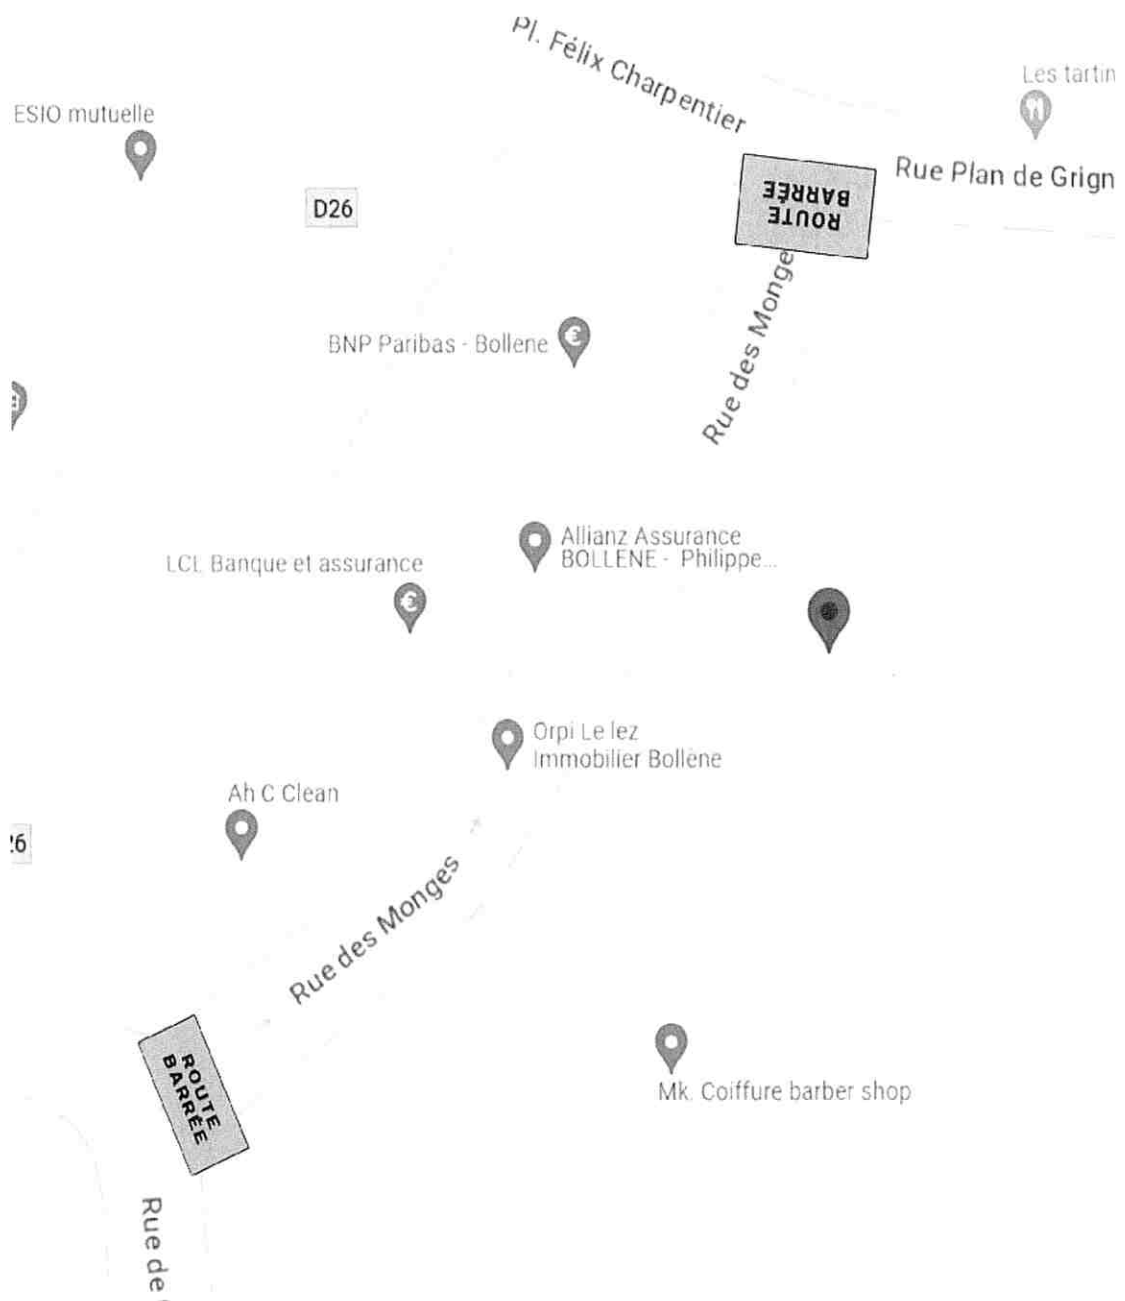 Pl. Félix Charpentier
Les tartin
ESIO mutuelle
Rue Plan de Grign
D26
ROUTE
BARRÉE
Rue des Monge
BNP Paribas - Bollene
Allianz Assurance
BOLLENE - Philippe...
LCL Banque et assurance
Orpi Le lez
Immobilier Bollène
Ah C Clean
26
Rue des Monges
ROUTE
BARRÉE
Mk. Coiffure barber shop
Rue de